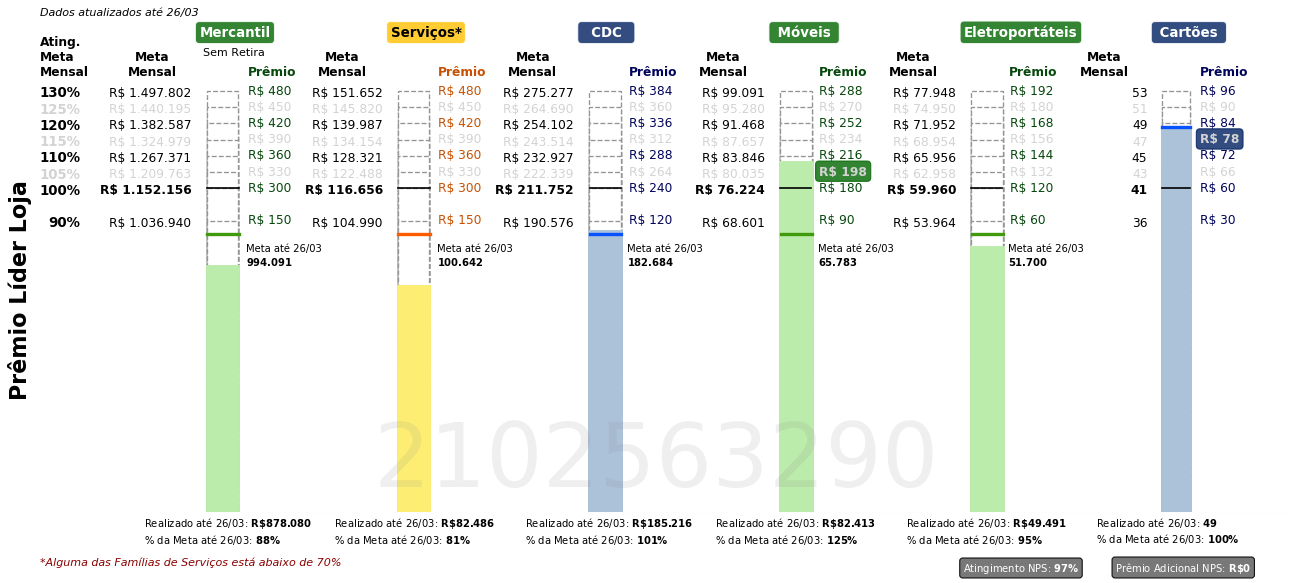 Dados atualizados até 26/03
Mercantil Serviços* CDC Móveis Eletroportáteis Cartões
Sem Retira
Ating. Meta Mensal Meta Mensal Prêmio Meta Mensal Prêmio Meta Mensal Prêmio Meta Mensal Prêmio Meta Mensal Prêmio Meta Mensal Prêmio
130% R$ 1.497.802 R$ 480 R$ 151.652 R$ 480 R$ 275.277 R$ 384 R$ 99.091 R$ 288 R$ 77.948 R$ 192 53 R$ 96
125% R$ 1.440.195 R$ 450 R$ 145.820 R$ 450 R$ 264.690 R$ 360 R$ 95.280 R$ 270 R$ 74.950 R$ 180 51 R$ 90
120% R$ 1.382.587 R$ 420 R$ 139.987 R$ 420 R$ 254.102 R$ 336 R$ 91.468 R$ 252 R$ 71.952 R$ 168 49 R$ 84
115% R$ 1.324.979 R$ 390 R$ 134.154 R$ 390 R$ 243.514 R$ 312 R$ 87.657 R$ 234 R$ 68.954 R$ 156 47 R$ 78
110% R$ 1.267.371 R$ 360 R$ 128.321 R$ 360 R$ 232.927 R$ 288 R$ 83.846 R$ 216 R$ 65.956 R$ 144 45 R$ 72
105% R$ 1.209.763 R$ 330 R$ 122.488 R$ 330 R$ 222.339 R$ 264 R$ 80.035 R$ 198 R$ 62.958 R$ 132 43 R$ 66
100% R$ 1.152.156 R$ 300 R$ 116.656 R$ 300 R$ 211.752 R$ 240 R$ 76.224 R$ 180 R$ 59.960 R$ 120 41 R$ 60
90% R$ 1.036.940 R$ 150 R$ 104.990 R$ 150 R$ 190.576 R$ 120 R$ 68.601 R$ 90 R$ 53.964 R$ 60 36 R$ 30
Meta até 26/03 Meta até 26/03 Meta até 26/03 Meta até 26/03 Meta até 26/03
994.091 100.642 182.684 65.783 51.700
Prêmio Líder Loja
2102563290
Realizado até 26/03: R$878.080 Realizado até 26/03: R$82.486 Realizado até 26/03: R$185.216 Realizado até 26/03: R$82.413 Realizado até 26/03: R$49.491 Realizado até 26/03: 49
% da Meta até 26/03: 88% % da Meta até 26/03: 81% % da Meta até 26/03: 101% % da Meta até 26/03: 125% % da Meta até 26/03: 95% % da Meta até 26/03: 100%
*Alguma das Famílias de Serviços está abaixo de 70%
Atingimento NPS: 97% Prêmio Adicional NPS: R$0